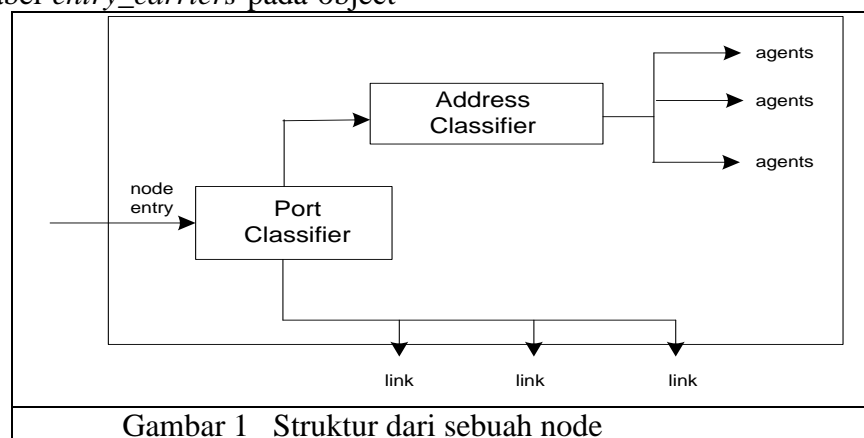 entry_carriers pada object
agents
Address
Classifier
agents
agents
node
entry
Port
Classifier
link
link
link
Gambar 1 Struktur dari sebuah node